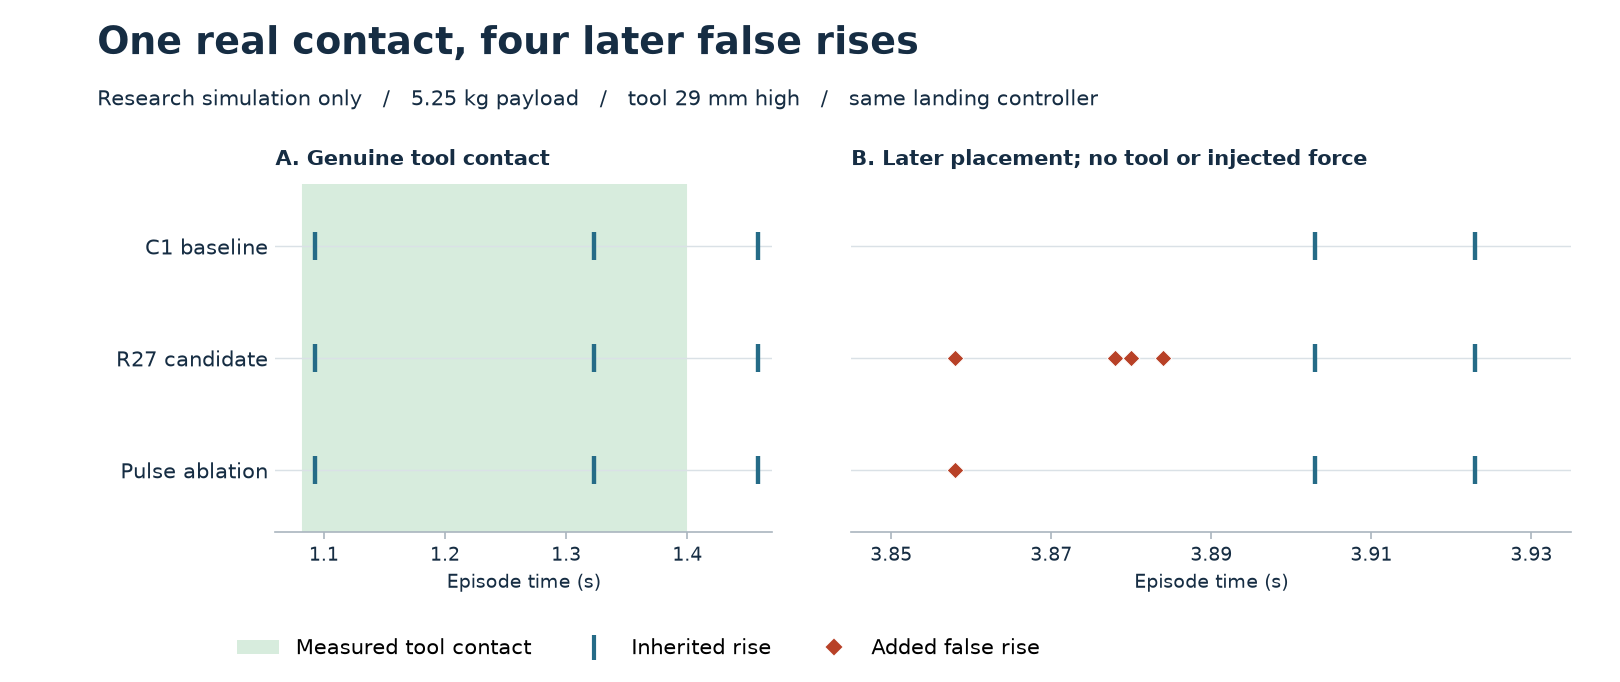 One real contact, four later false rises
Research simulation only / 5.25 kg payload / tool 29 mm high / same landing controller
A. Genuine tool contact
B. Later placement; no tool or injected force
C1 baseline
R27 candidate
Pulse ablation
1.1 1.2 1.3 1.4
Episode time (s)
3.85 3.87 3.89 3.91 3.93
Episode time (s)
Measured tool contact Inherited rise Added false rise